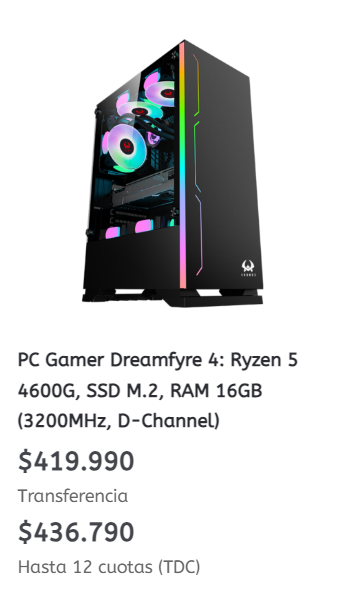 PC Gamer Dreamfyre 4: Ryzen 5
4600G, SSD M.2, RAM 16GB
(3200MHz, D-Channel)
$419.990
Transferencia
$436.790
Hasta 12 cuotas (TDC)